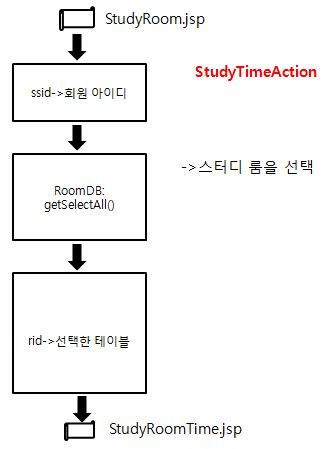 StudyRoom.jsp
StudyTimeAction
ssid->회원 아이디
->스터디 룸을 선택
RoomDB:
getSelectAll()
rid->선택한 테이블
StudyRoomTime.jsp